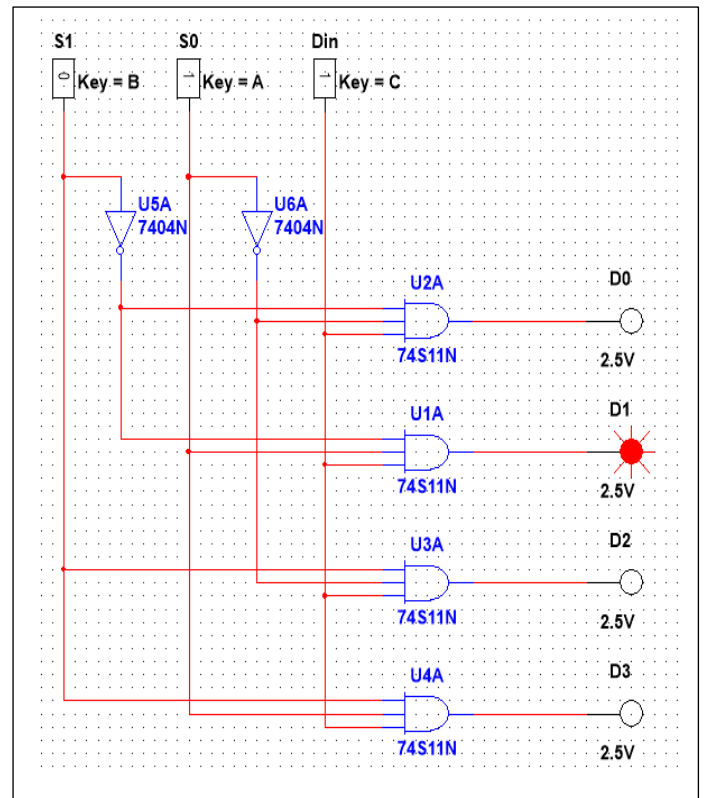 S1 S0 Din
0 Key = B 1 Key = A 1 Key = C
U5A U6A
7404N 7404N
U2A D0
74S11N 2.5V
U1A D1
74S11N 2.5V
U3A D2
74S11N 2.5V
U4A D3
74S11N 2.5V